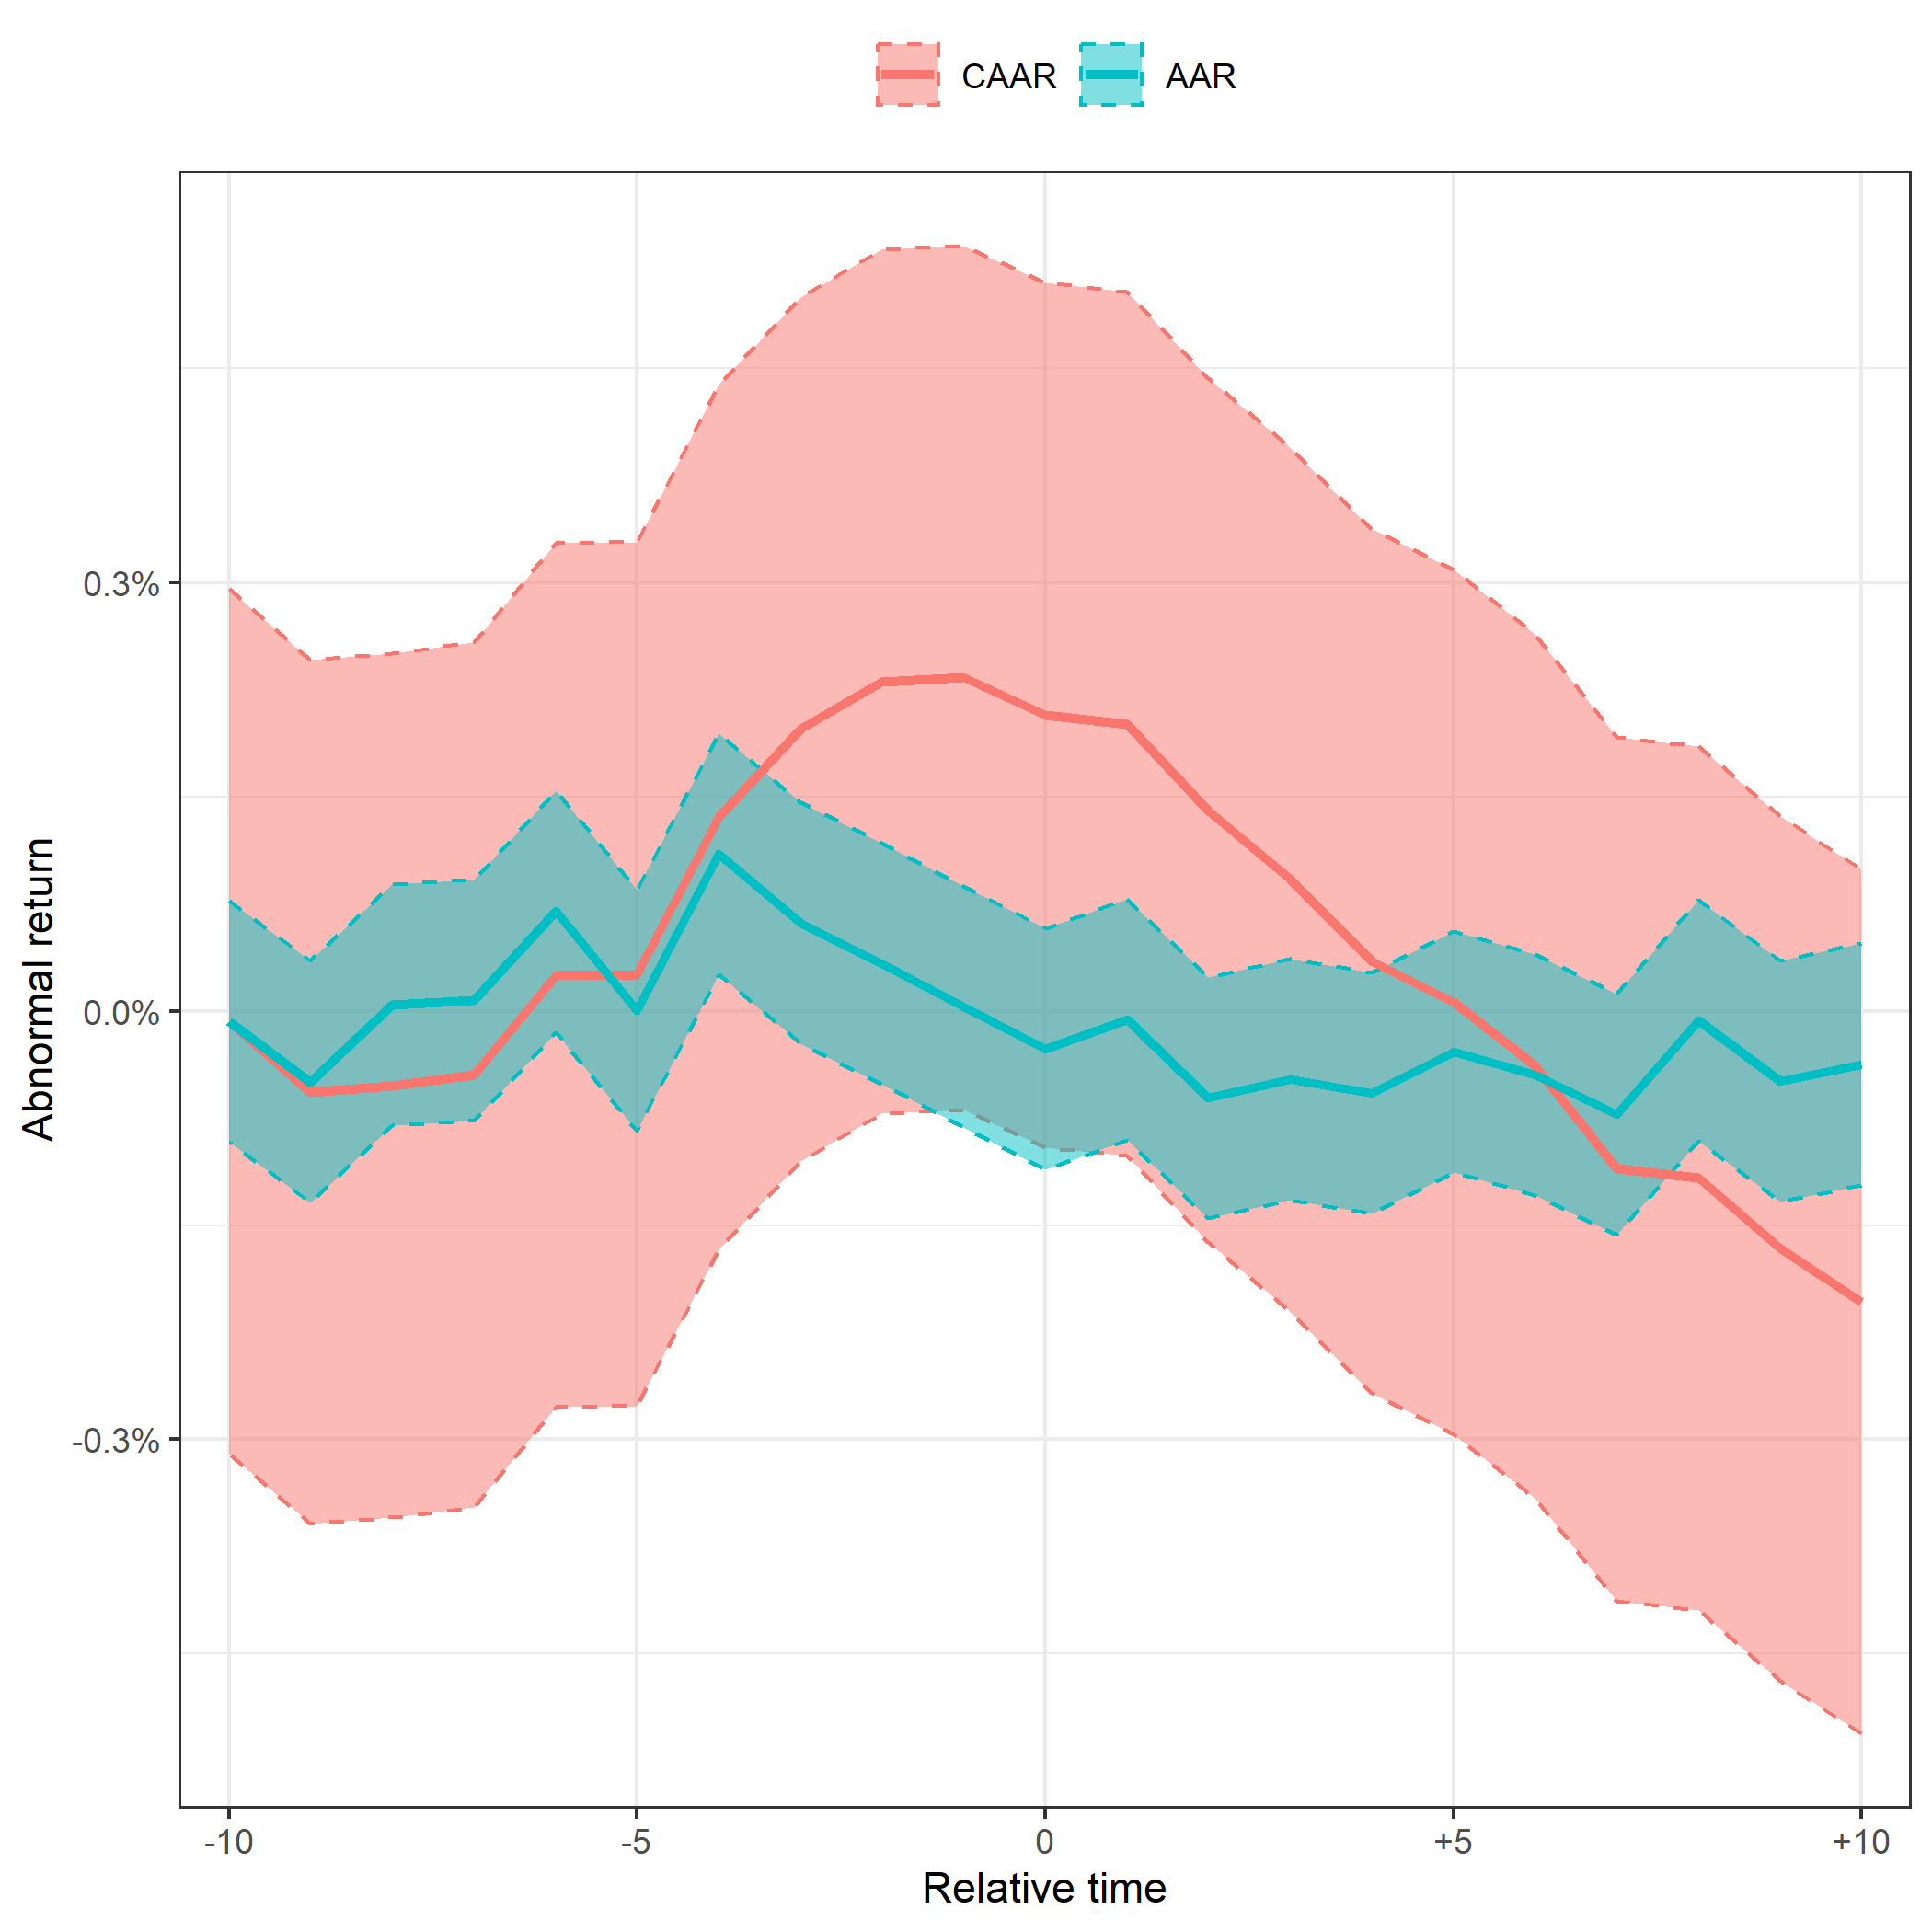 CAAR AAR
Abnormal return
0.3%
0.0%
-0.3%
-10 -5 0 +5 +10
Relative time